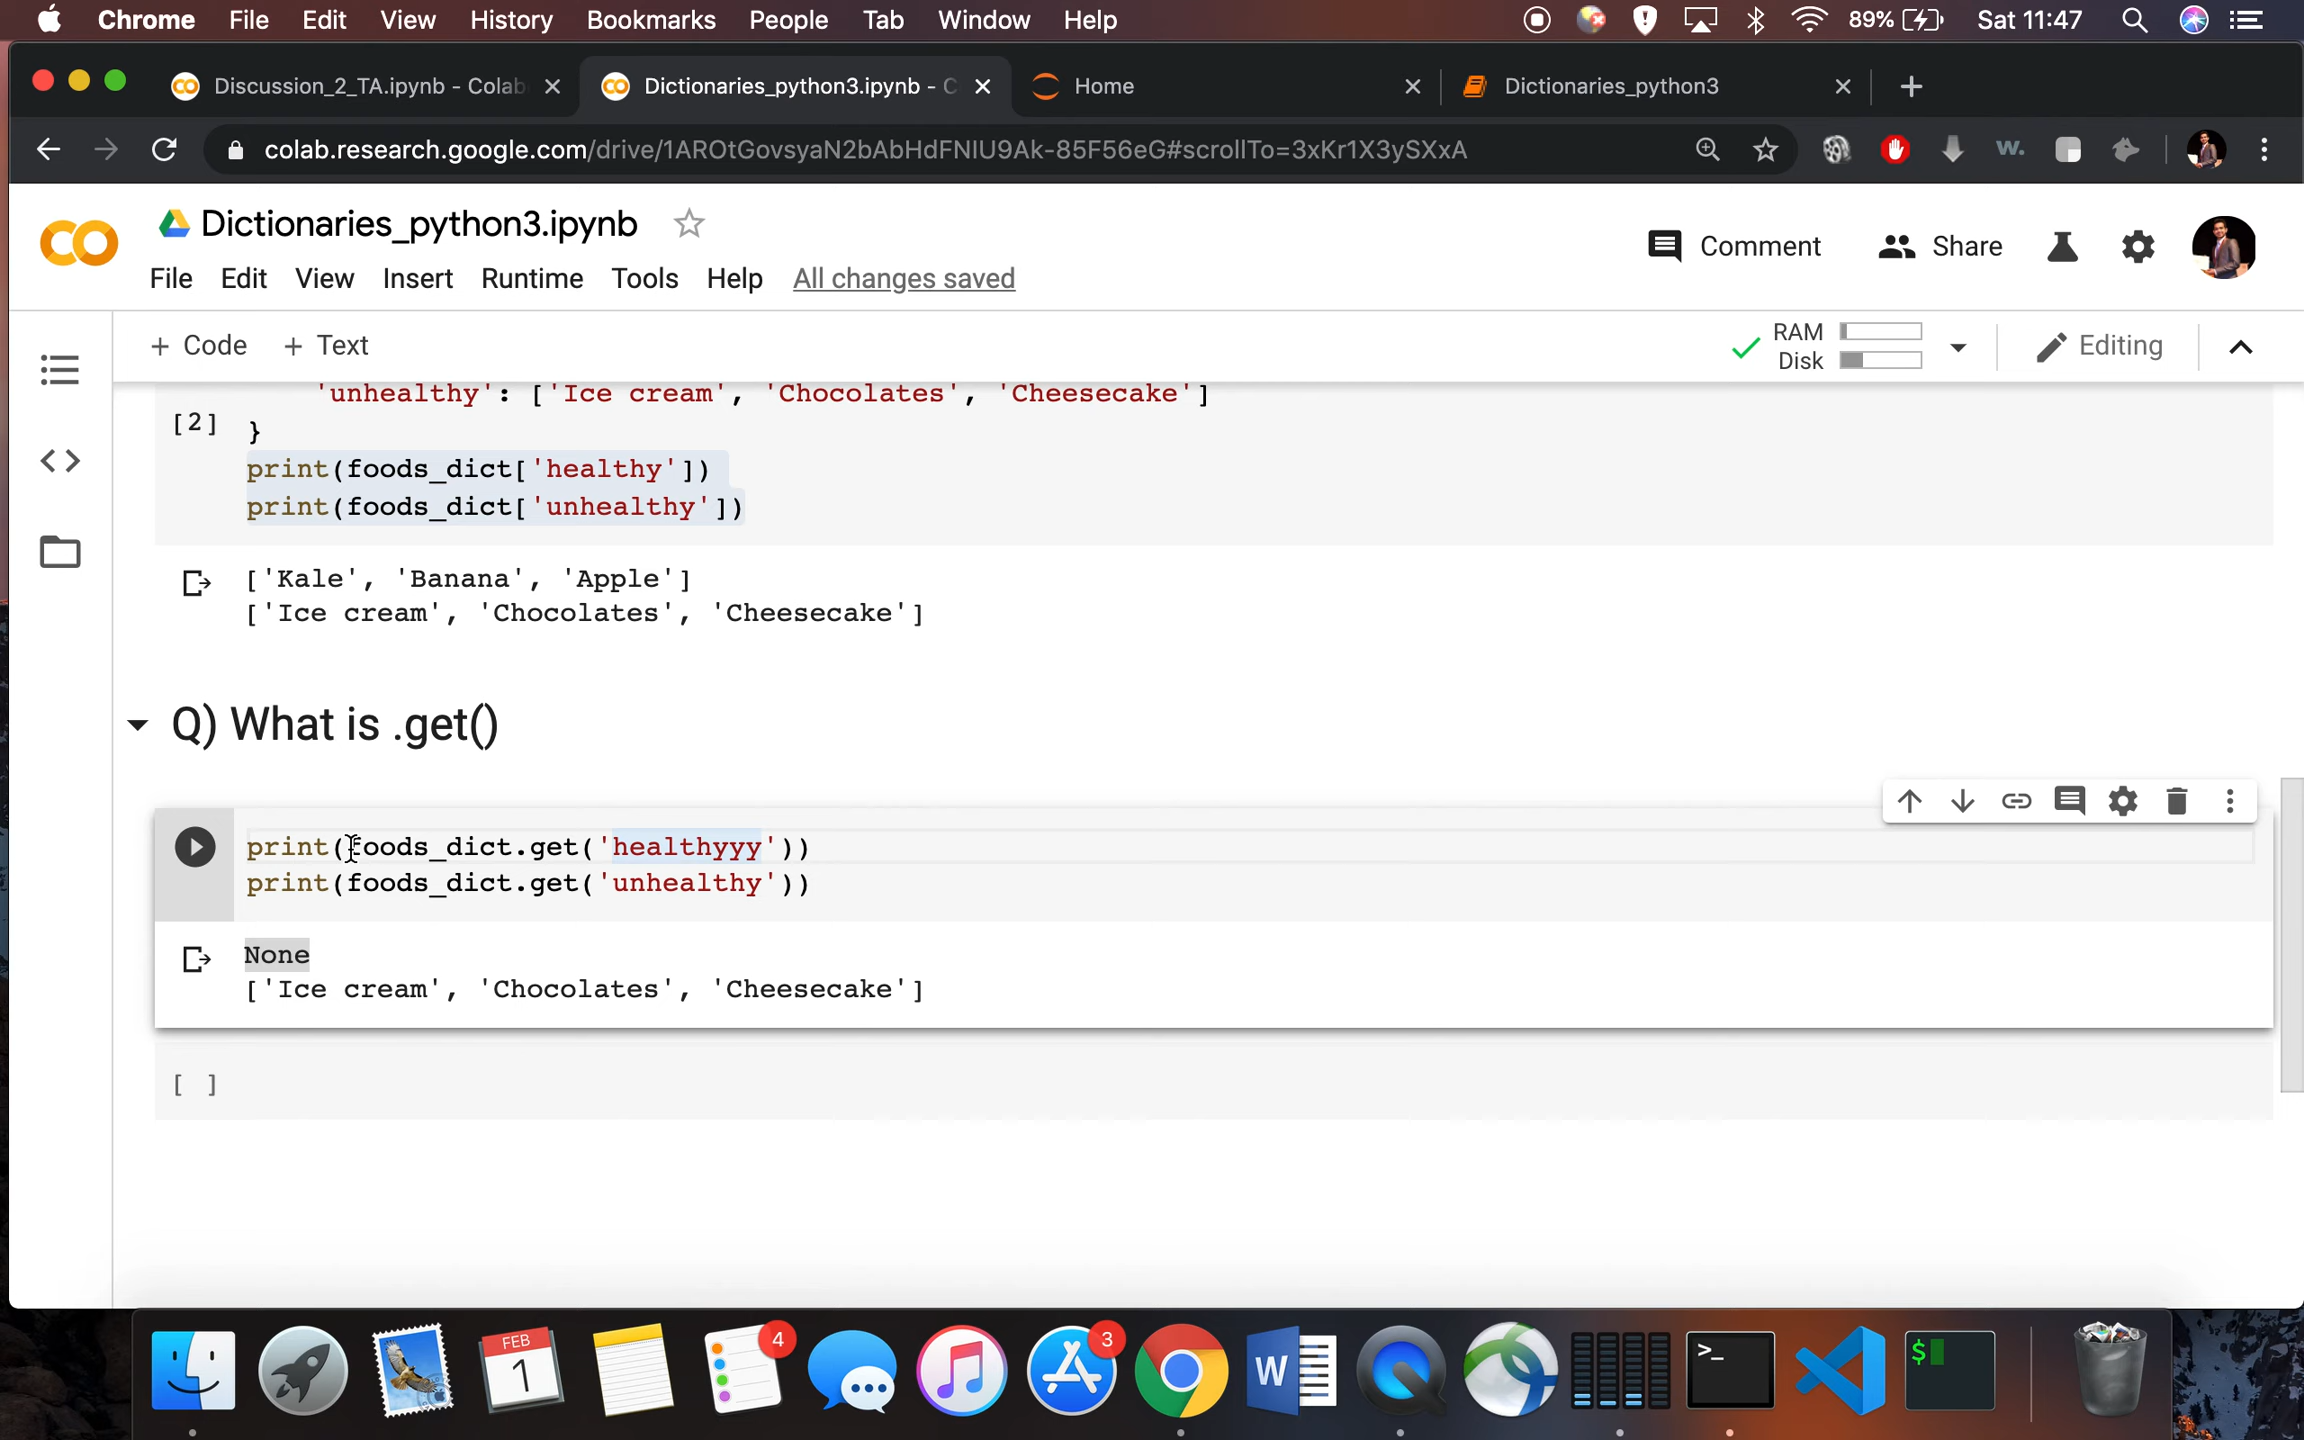 Chrome File Edit View History Bookmarks People Tab Window Help 89% Sat 11:47
Discussion_2_TA.ipynb - Colab Dictionaries_python3.ipynb - C Home Dictionaries_python3
colab.research.google.com/drive/1AROtGovsyaN2bAbHdFNIU9Ak-85F56eG#scrollTo=3xKr1X3ySXxA
W.
Dictionaries_python3.ipynb
Comment Share
File Edit View Insert Runtime Tools Help All changes saved
+ Code + Text
RAM
Disk
Editing
'unhealthy': ['Ice cream', 'Chocolates', 'Cheesecake']
[2] }
print(foods_dict['healthy'])
print(foods_dict['unhealthy'])
['Kale', 'Banana', 'Apple']
['Ice cream', 'Chocolates', 'Cheesecake']
Q) What is .get()
print(foods_dict.get('healthyyy'))
print(foods_dict.get('unhealthy'))
None
['Ice cream', 'Chocolates', 'Cheesecake']
[ ]
FEB
1
4
3
W
>_
$